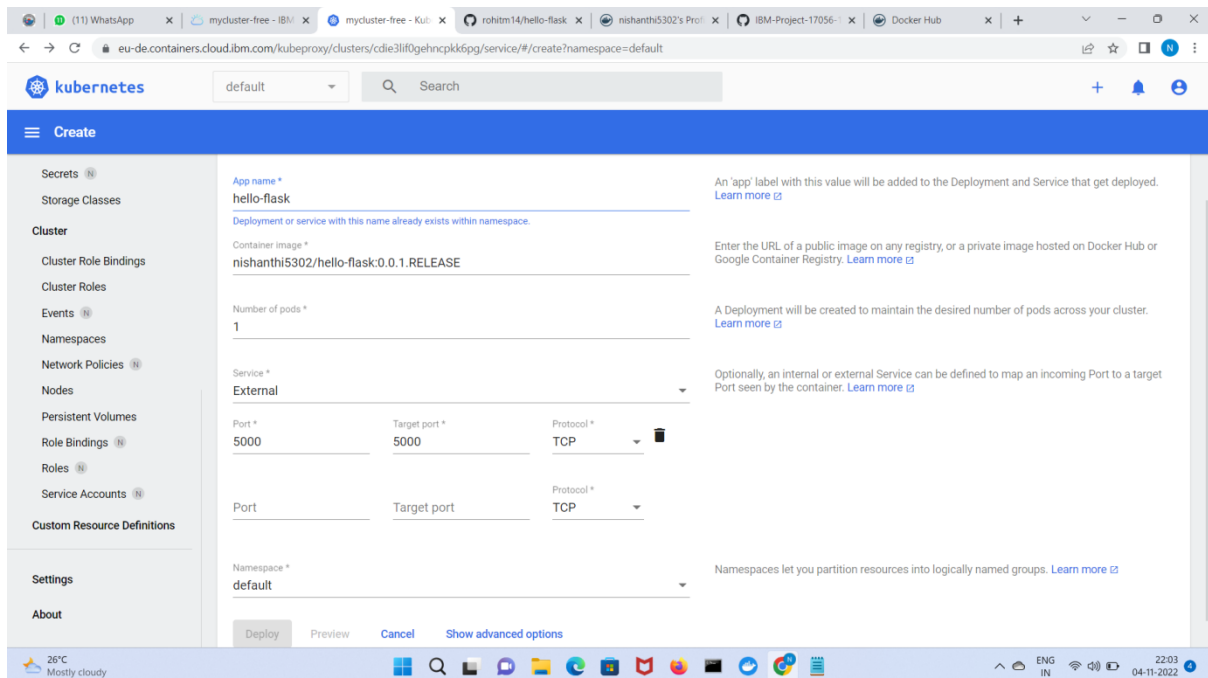 (11) WhatsApp
mycluster-free - IBM
mycluster-free - Kub
rohitm14/hello-flask
nishanthi5302's Prof
IBM-Project-17056-1
Docker Hub
eu-de.containers.cloud.ibm.com/kubeproxy/clusters/cdie3lif0gehncpkk6pg/service/#/create?namespace=default
N
kubernetes
default
Search
Create
Secrets N
Storage Classes
Cluster
Cluster Role Bindings
Cluster Roles
Events N
Namespaces
Network Policies N
Nodes
Persistent Volumes
Role Bindings N
Roles N
Service Accounts N
Custom Resource Definitions
Settings
About
App name *
hello-flask
Deployment or service with this name already exists within namespace.
An 'app' label with this value will be added to the Deployment and Service that get deployed.
Learn more
Container image *
nishanthi5302/hello-flask:0.0.1.RELEASE
Enter the URL of a public image on any registry, or a private image hosted on Docker Hub or
Google Container Registry. Learn more
Number of pods *
1
A Deployment will be created to maintain the desired number of pods across your cluster.
Learn more
Service *
External
Optionally, an internal or external Service can be defined to map an incoming Port to a target
Port seen by the container. Learn more
Port * Target port * Protocol *
5000 5000 TCP
Protocol *
Port Target port TCP
Namespace *
default
Namespaces let you partition resources into logically named groups. Learn more
Deploy Preview Cancel Show advanced options
26°C
Mostly cloudy
ENG
IN
22:03
04-11-2022
4